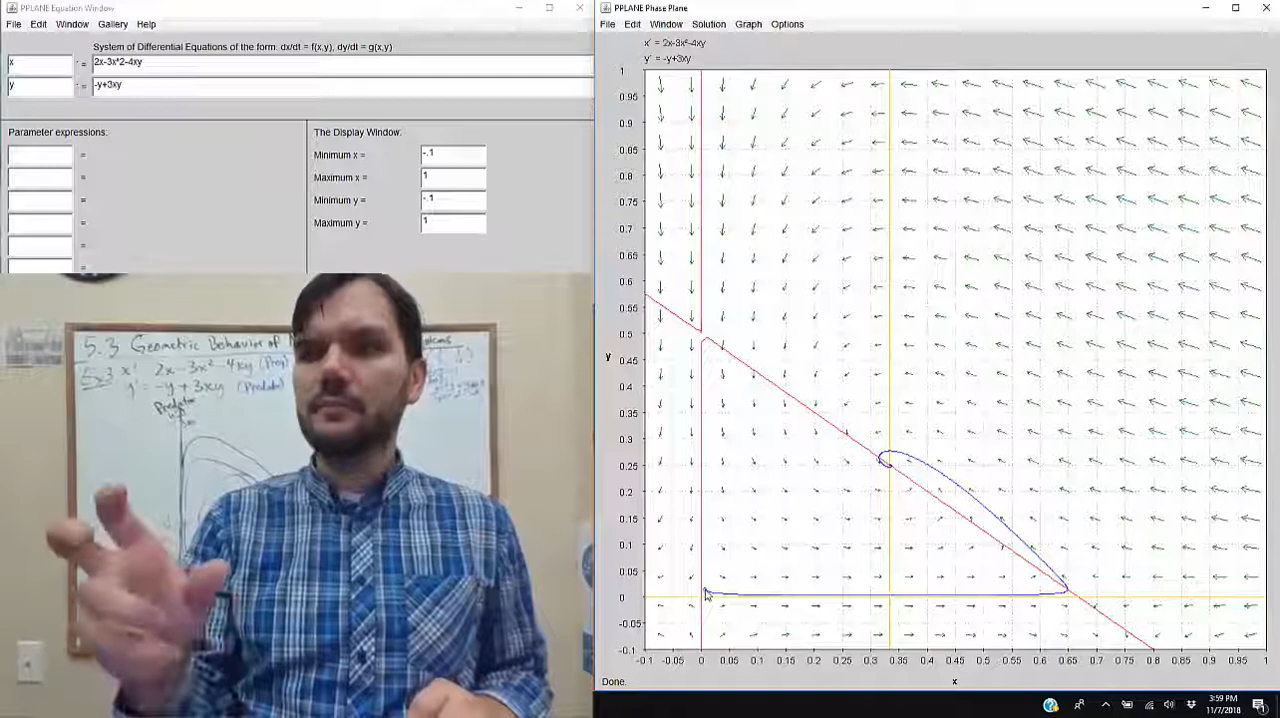 PPLANE Equation Window
File Edit Window Gallery Help
System of Differential Equations of the form: dx/dt = f(x,y), dy/dt = g(x,y)
x ' = 2x-3x^2-4xy
y ' = -y+3xy
Parameter expressions:
=
=
=
=
=
=
The Display Window:
Minimum x = -.1
Maximum x = 1
Minimum y = -.1
Maximum y = 1
5.3 Geometric Behavior of
x' 2x - 3x² - 4xy (Prey)
y' = -y + 3xy (Predator
Predator
PPLANE Phase Plane
File Edit Window Solution Graph Options
x' = 2x-3x²-4xy
y' = -y+3xy
1
0.95
0.9
0.85
0.8
0.75
0.7
0.65
0.6
0.55
0.5
0.45
0.4
0.35
0.3
0.25
0.2
0.15
0.1
0.05
0
-0.05
-0.1
y
-0.1 -0.05 0 0.05 0.1 0.15 0.2 0.25 0.3 0.35 0.4 0.45 0.5 0.55 0.6 0.65 0.7 0.75 0.8 0.85 0.9 0.95
x
Done.
3:59 PM
11/7/2018